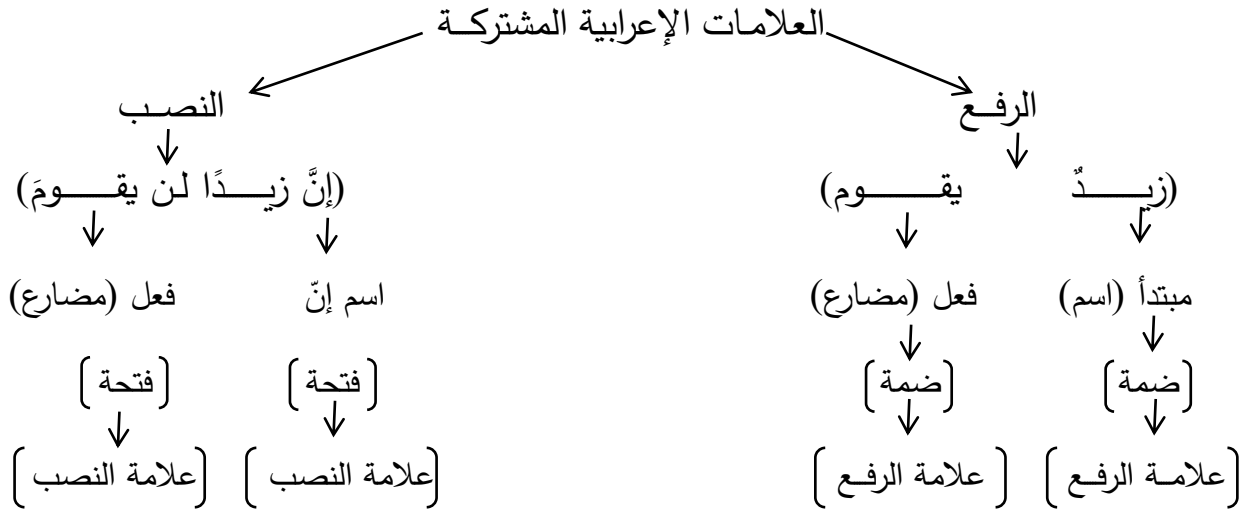 العلامات الإعرابية المشتركة
الرفع النصب
(زيدٌ يقوم) (إنَّ زيدًا لن يقومَ)
مبتدأ (اسم) فعل (مضارع) اسم إنّ فعل (مضارع)
[ضمة] [ضمة] [فتحة] [فتحة]
[علامة الرفع] [علامة الرفع] [علامة النصب] [علامة النصب]